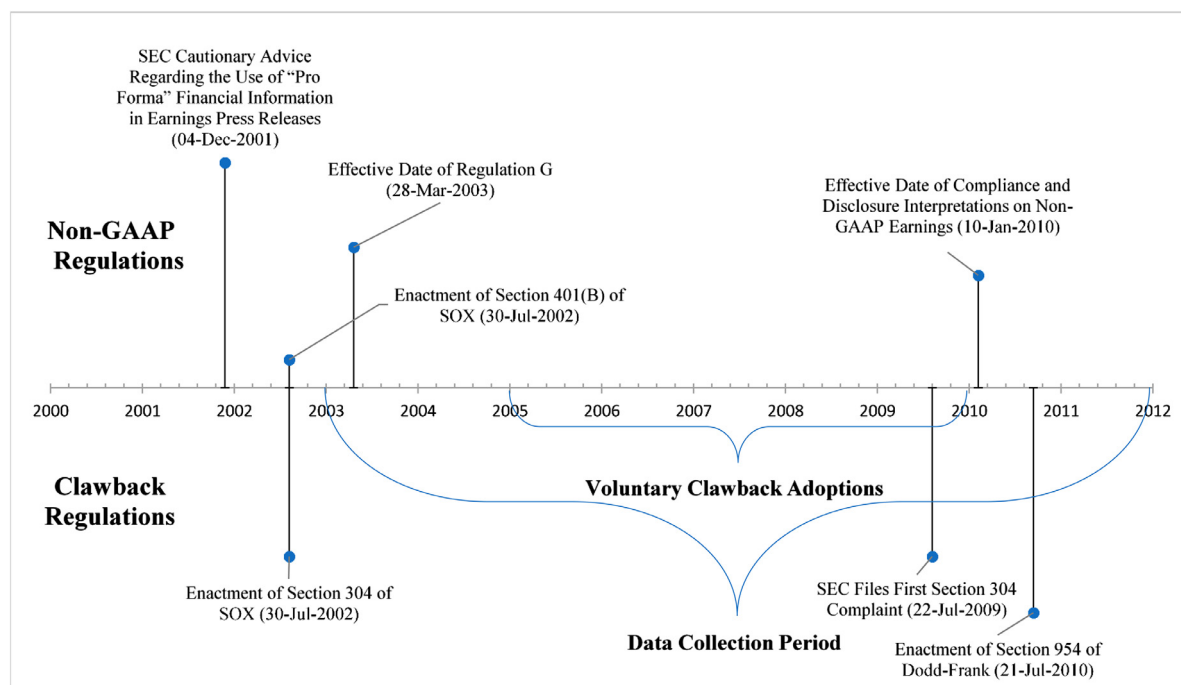 SEC Cautionary Advice
Regarding the Use of “Pro
Forma” Financial Information
in Earnings Press Releases
(04-Dec-2001)
Effective Date of Regulation G
(28-Mar-2003)
Effective Date of Compliance and
Disclosure Interpretations on Non-
GAAP Earnings (10-Jan-2010)
Non-GAAP
Regulations
Enactment of Section 401(B) of
SOX (30-Jul-2002)
2000 2001 2002 2003 2004 2005 2006 2007 2008 2009 2010 2011 2012
Clawback
Regulations
Voluntary Clawback Adoptions
Enactment of Section 304 of
SOX (30-Jul-2002)
SEC Files First Section 304
Complaint (22-Jul-2009)
Data Collection Period
Enactment of Section 954 of
Dodd-Frank (21-Jul-2010)